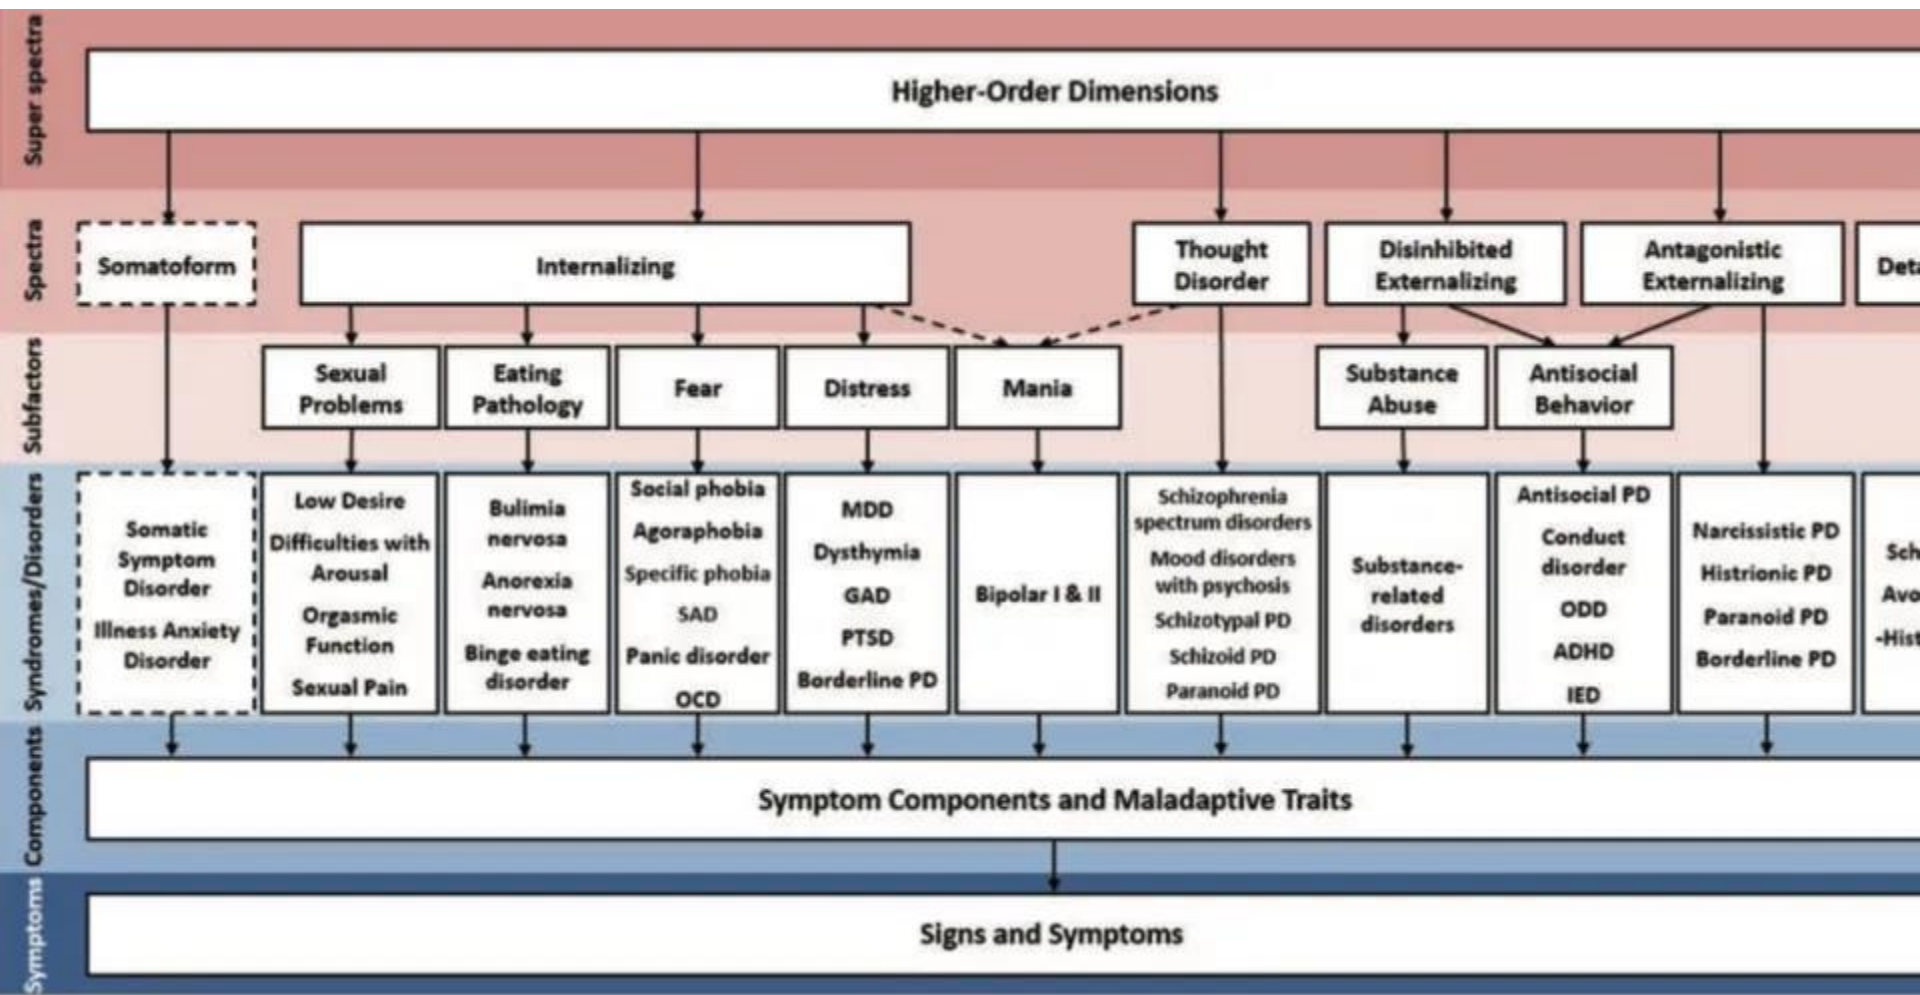 Super spectra
Higher-Order Dimensions
Spectra
Somatoform
Internalizing
Thought
Disorder
Disinhibited
Externalizing
Antagonistic
Externalizing
Subfactors
Sexual
Problems
Eating
Pathology
Fear
Distress
Mania
Substance
Abuse
Antisocial
Behavior
Syndromes/Disorders
Somatic
Symptom
Disorder
Illness Anxiety
Disorder
Low Desire
Difficulties with
Arousal
Orgasmic
Function
Sexual Pain
Bulimia
nervosa
Anorexia
nervosa
Binge eating
disorder
Social phobia
Agoraphobia
Specific phobia
SAD
Panic disorder
OCD
MDD
Dysthymia
GAD
PTSD
Borderline PD
Bipolar I & II
Schizophrenia
spectrum disorders
Mood disorders
with psychosis
Schizotypal PD
Schizoid PD
Paranoid PD
Substance-
related
disorders
Antisocial PD
Conduct
disorder
ODD
ADHD
IED
Narcissistic PD
Histrionic PD
Paranoid PD
Borderline PD
Components
Symptom Components and Maladaptive Traits
Symptoms
Signs and Symptoms